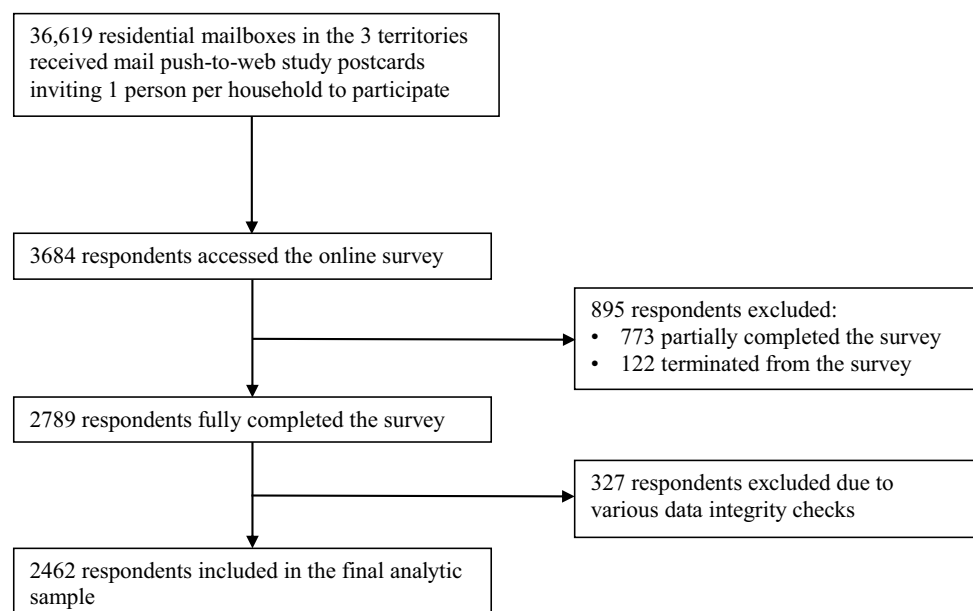 36,619 residential mailboxes in the 3 territories
received mail push-to-web study postcards
inviting 1 person per household to participate
3684 respondents accessed the online survey
895 respondents excluded:
• 773 partially completed the survey
• 122 terminated from the survey
2789 respondents fully completed the survey
327 respondents excluded due to
various data integrity checks
2462 respondents included in the final analytic
sample